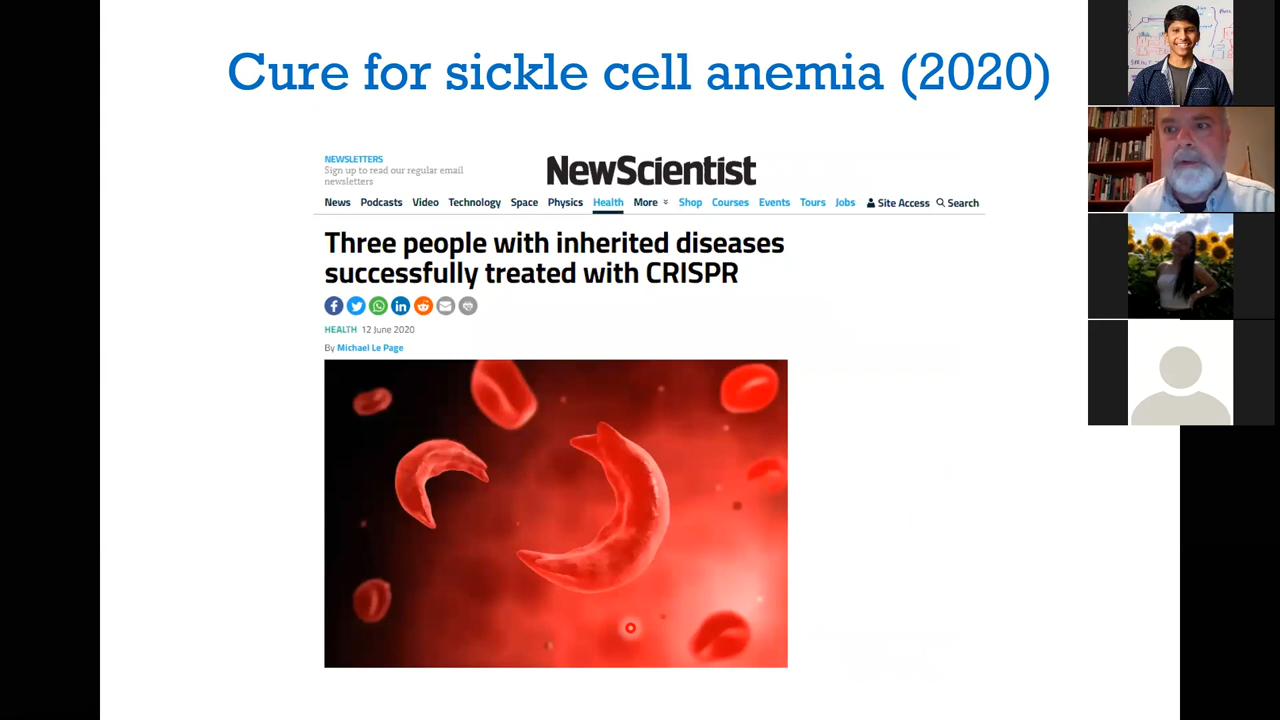 Cure for sickle cell anemia (2020)
NEWSLETTERS
Sign up to read our regular email
newsletters
NewScientist
News Podcasts Video Technology Space Physics Health More Shop Courses Events Tours Jobs Site Access Search
Three people with inherited diseases
successfully treated with CRISPR
HEALTH 12 June 2020
By Michael Le Page